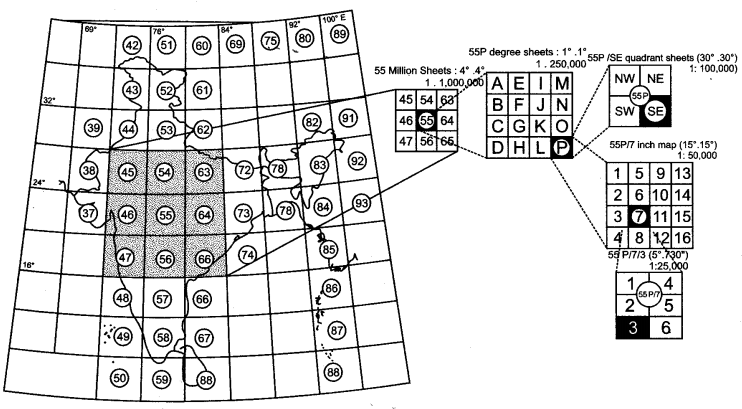 68° 76° 84° 92° 100° E
42 51 60 69 75 80 89
43 52 61
32°
39 44 53 62 82 91
38 45 54 63 72 78 83 92
24°
37 46 55 64 73 78 84 93
47 56 66 74 85
16°
48 57 66 86
49 58 67 87
50 59 88 88
55 Million Sheets : 4° .4°
1 . 1,000,000
45 54 63
46 55 64
47 56 65
55P degree sheets : 1° .1°
1 . 250,000
A E I M
B F J N
C G K O
D H L P
55P /SE quadrant sheets (30° .30")
1: 100,000)
NW NE
55P
SW SE
55P/7 inch map (15°.15")
1: 50,000
1 5 9 13
2 6 10 14
3 7 11 15
4 8 12 16
55 P/7/3 (5°.730")
1:25,000
1 4
55 P/7
2 5
3 6